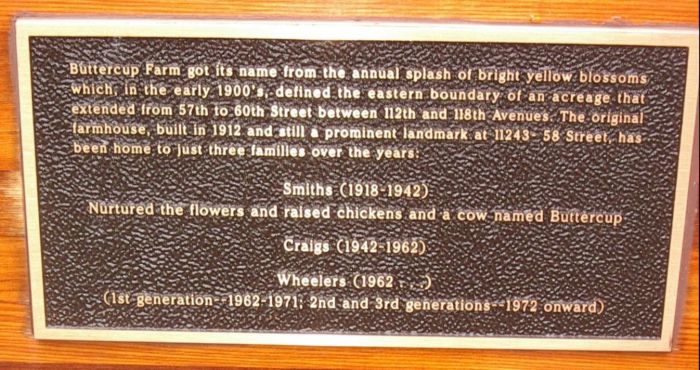 Buttercup Farm got its name from the annual splash of bright yellow blossoms
which, in the early 1900's, defined the eastern boundary of an acreage that
extended from 57th to 60th Street between 112th and 118th Avenues. The original
farmhouse, built in 1912 and still a prominent landmark at 11243- 58 Street, has
been home to just three families over the years:
Smiths (1918-1942)
Nurtured the flowers and raised chickens and a cow named Buttercup
Craigs (1942-1962)
Wheelers (1962 . . .)
(1st generation--1962-1971; 2nd and 3rd generations--1972 onward)